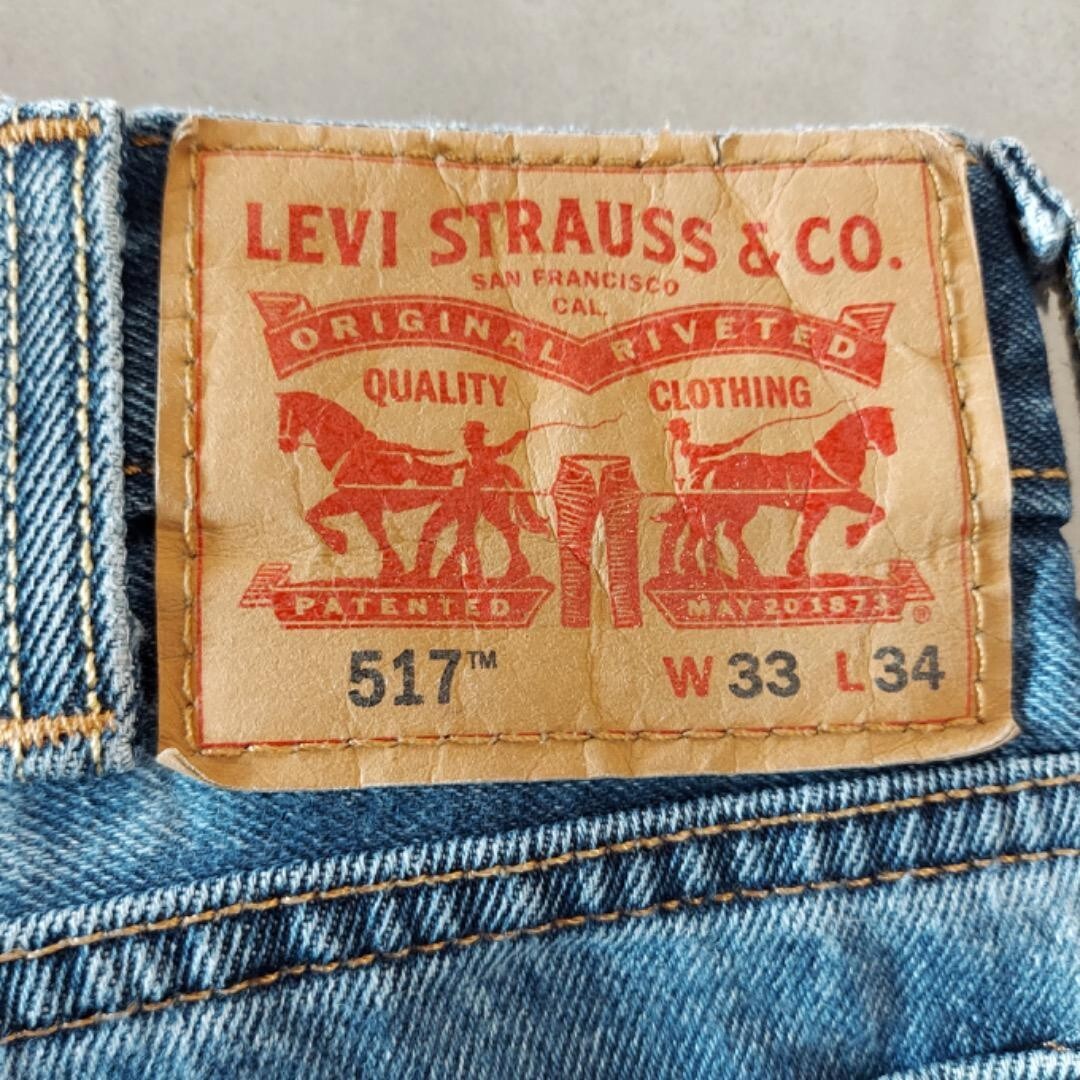 LEVI STRAUSS & CO.
SAN FRANCISCO
CAL.
ORIGINAL RIVETED
QUALITY CLOTHING
PATENTED MAY 20 1873 ®
517™ W 33 L 34